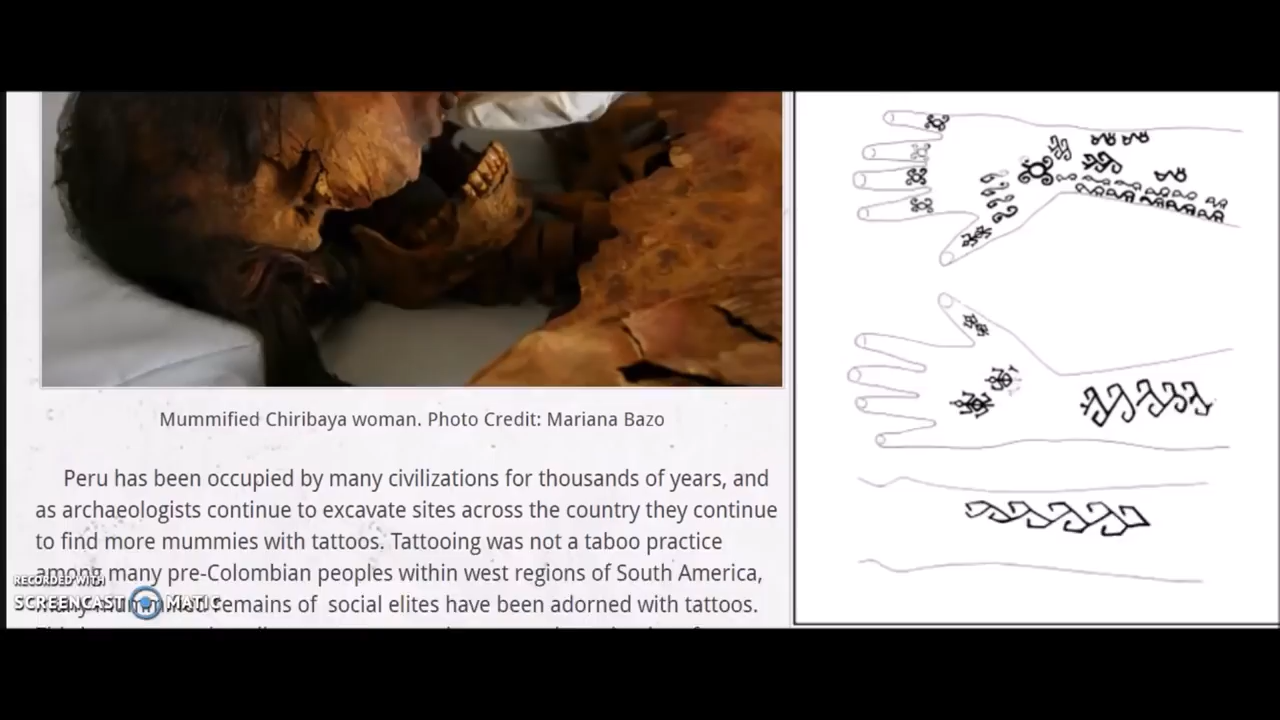 Mummified Chiribaya woman. Photo Credit: Mariana Bazo
Peru has been occupied by many civilizations for thousands of years, and
as archaeologists continue to excavate sites across the country they continue
to find more mummies with tattoos. Tattooing was not a taboo practice
among many pre-Colombian peoples within west regions of South America,
many mummified remains of social elites have been adorned with tattoos.
RECORDED WITH
SCREENCAST MATIC